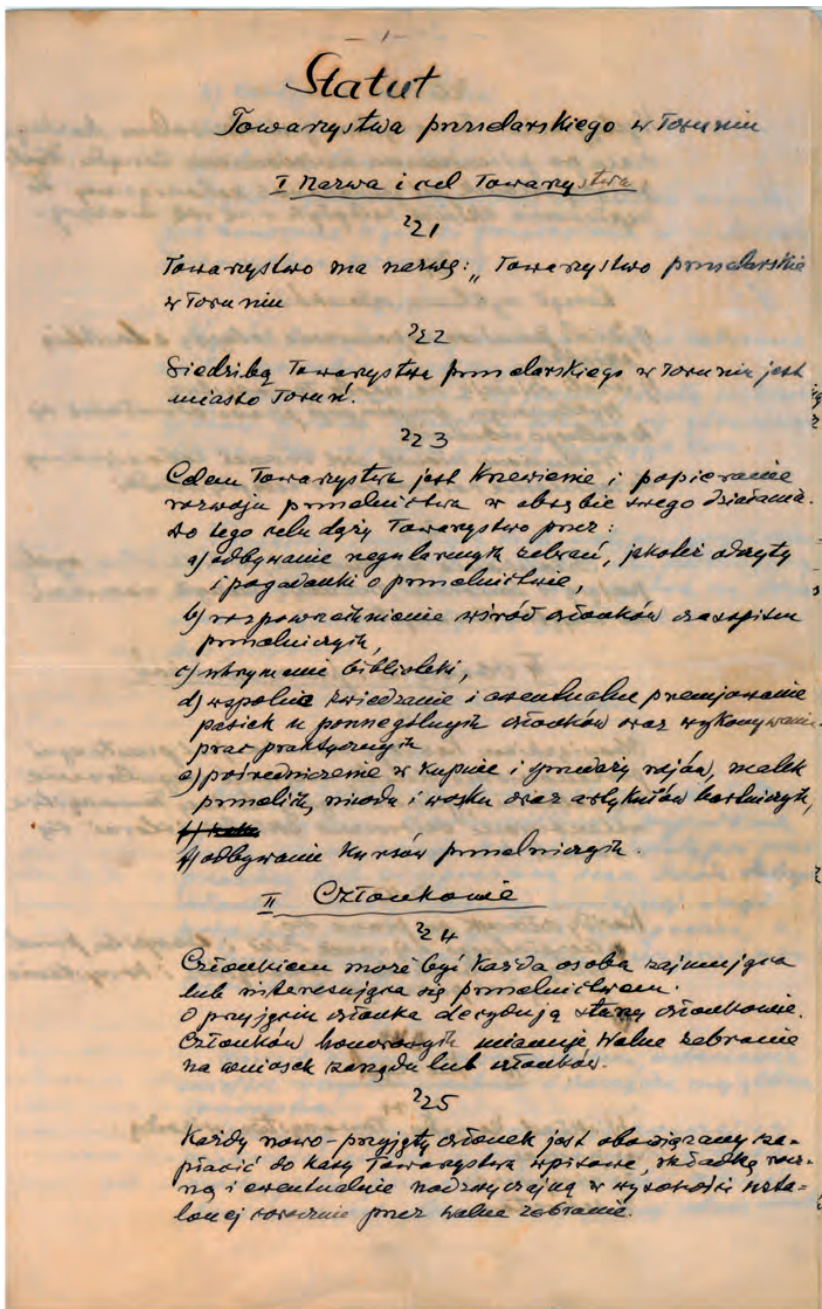 - 1 -
Statut
Towarzystwa pszczelarskiego w Toruniu
I Nazwa i cel Towarzystwa
§ 1
Towarzystwo ma nazwę: „Towarzystwo pszczelarskie
w Toruniu
§ 2
Siedzibą Towarzystwa pszczelarskiego w Toruniu jest
miasto Toruń.
§ 3
Celem Towarzystwa jest krzewienie i popieranie
rozwoju pszczelnictwa w obrębie swego działania.
Do tego celu dąży Towarzystwo przez:
a) odbywanie regularnych zebrań, jakoteż odczyty
i pogadanki o pszczelnictwie,
b) rozpowszechnienie wśród członków czasopism
pszczelniczych,
c) utrzymanie biblioteki,
d) wspólne zwiedzanie i ewentualne premjowanie
pasiek u poszczególnych członków oraz wykonywanie
prac praktycznych
e) pośredniczenie w kupnie i sprzedaży rojów, matek
pszczelich, miodu i wosku oraz artykułów bartniczych,
f) odbywanie kursów pszczelniczych.
II Członkowie
§ 4
Członkiem może być każda osoba zajmująca
lub interesująca się pszczelnictwem.
O przyjęciu członka decydują starzy członkowie.
Członków honorowych mianuje walne zebranie
na wniosek zarządu lub członków.
§ 5
Każdy nowo-przyjęty członek jest obowiązany za-
płacić do kasy Towarzystwa wpisowe, składkę rocz-
ną i ewentualnie nadzwyczajną w wysokości usta-
lonej corocznie przez walne zebranie.